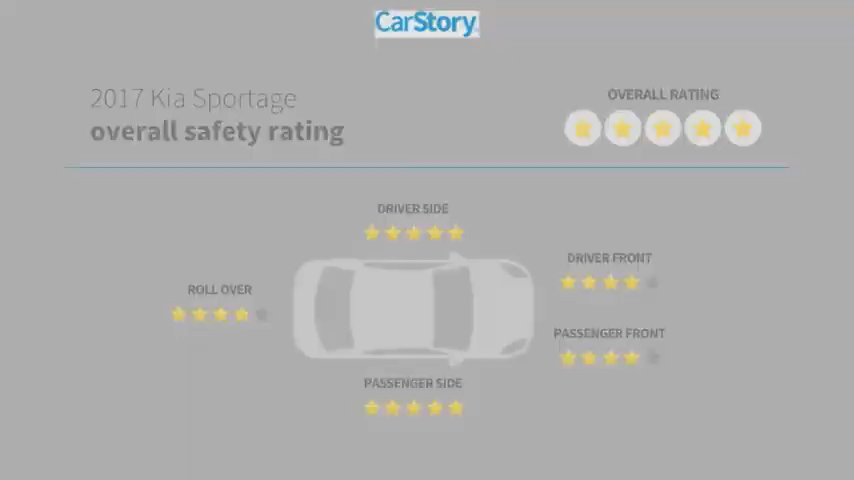 CarStory
2017 Kia Sportage
overall safety rating
OVERALL RATING
DRIVER SIDE
DRIVER FRONT
ROLL OVER
PASSENGER FRONT
PASSENGER SIDE